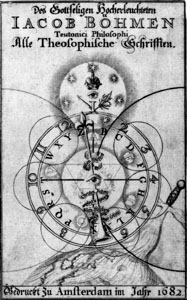 Des Gottseligen Hocherleuchteten
IACOB BÖHMEN
Teutonici Philosophi
Alle Theosophische Schrifften.
Gedruckt Zu Amsterdam im Jahr 1682